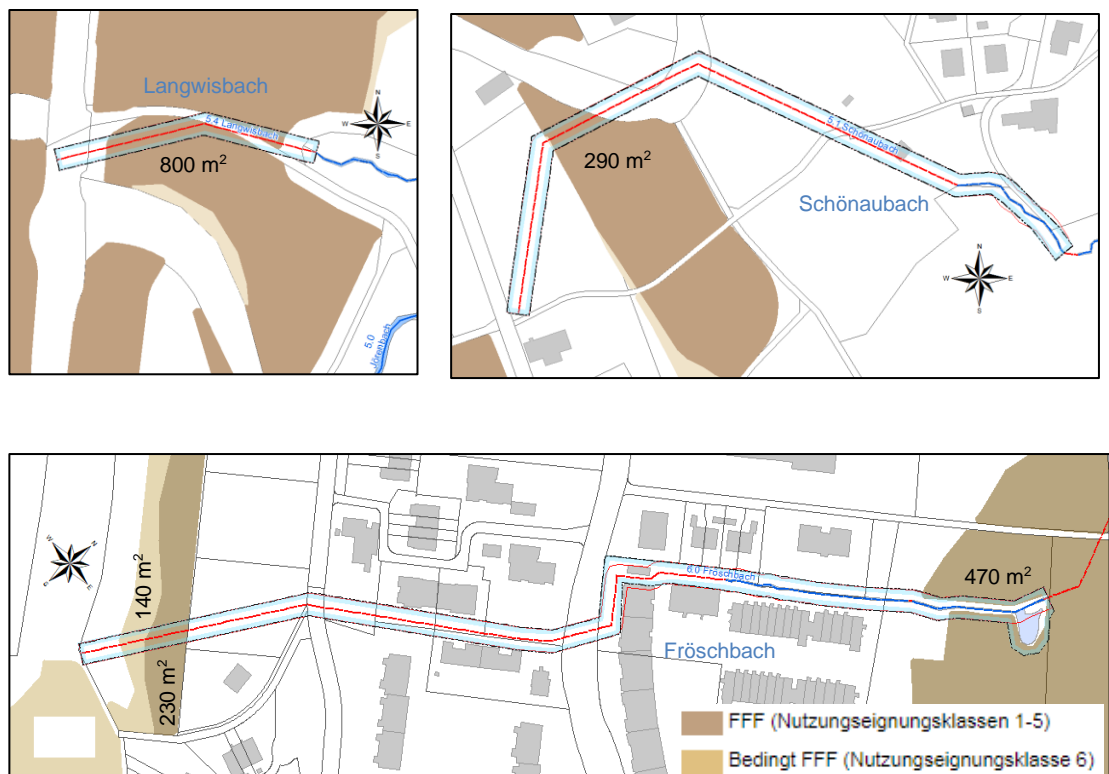 Langwisbach
5.4 Langwisbach
800 m²
N
W E
S
5.0
Jörenbach
290 m²
5.1 Schönaubach
Schönaubach
N
W E
S
140 m²
230 m²
N
W
E
6.0 Fröschbach
470 m²
Fröschbach
FFF (Nutzungseignungsklassen 1-5)
Bedingt FFF (Nutzungseignungsklasse 6)